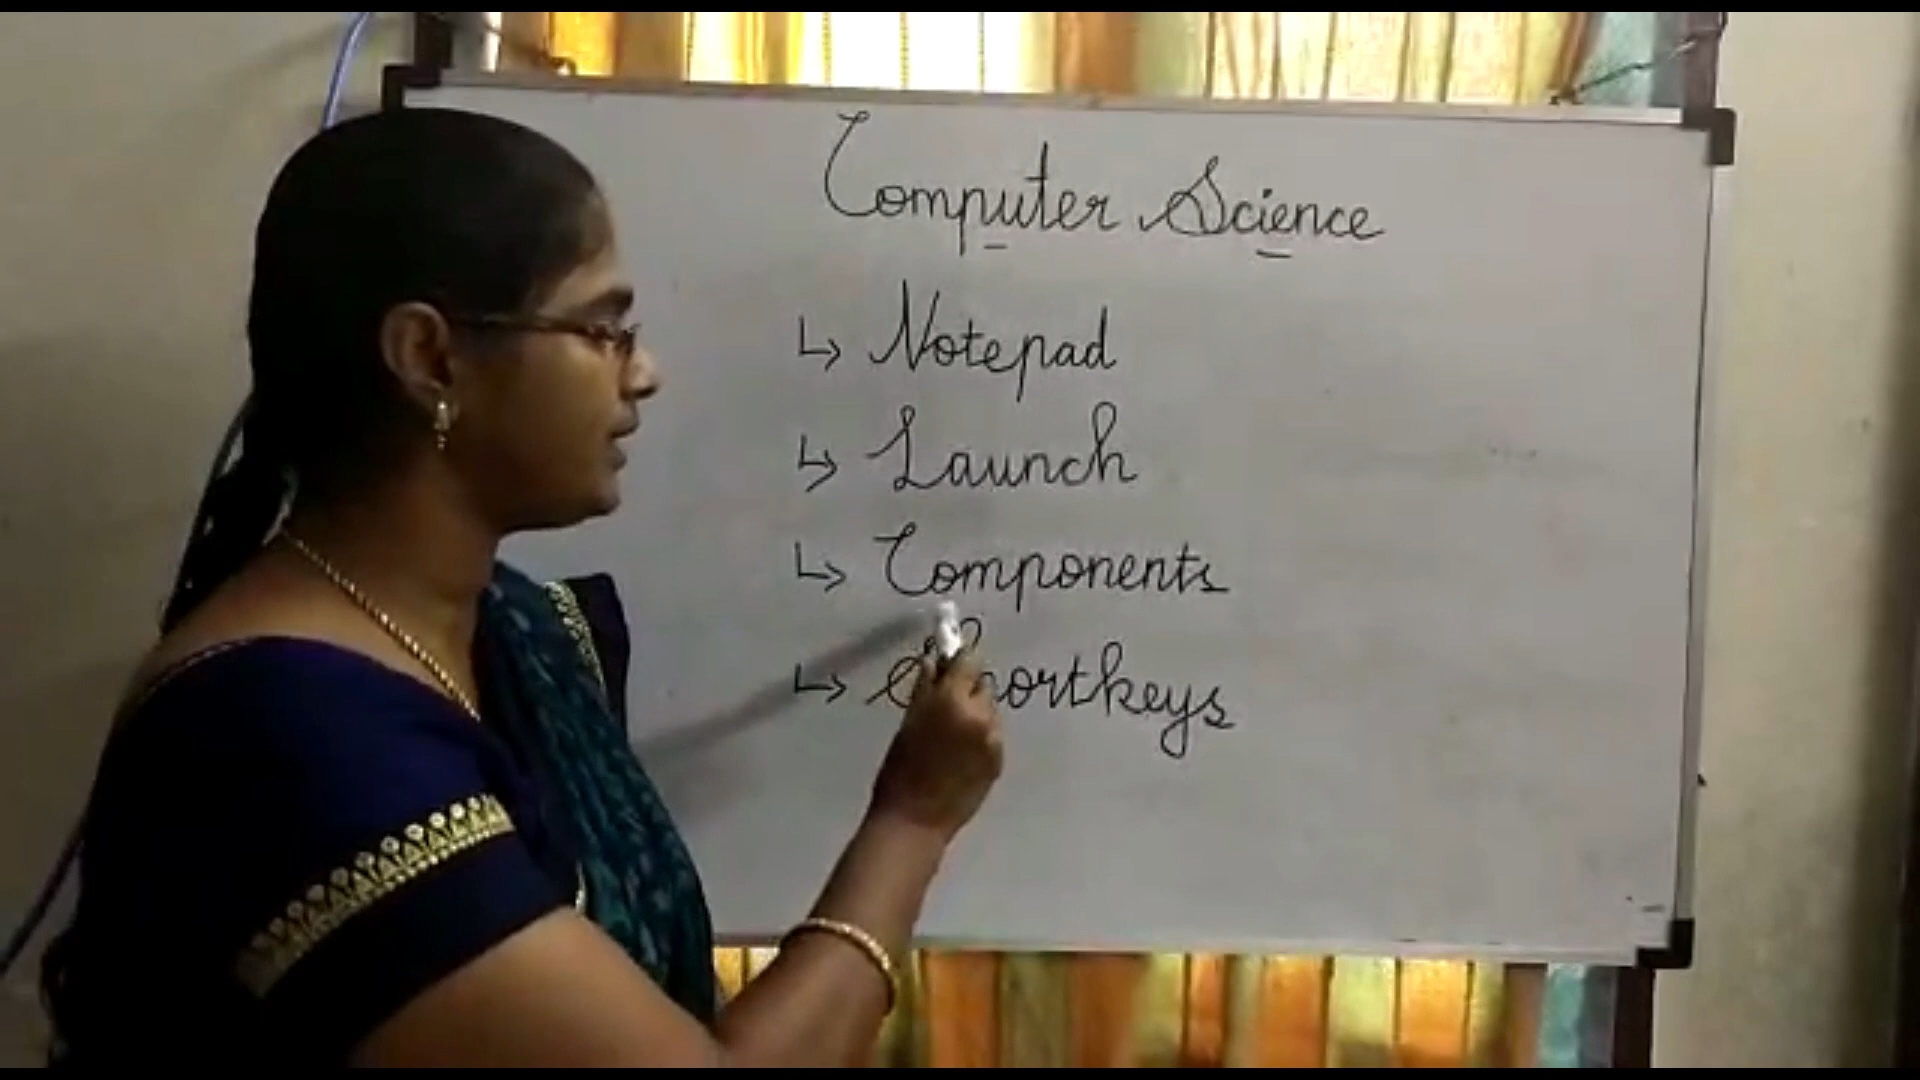 Computer Science
↳ Notepad
↳ Launch
↳ Components
↳ Shortkeys